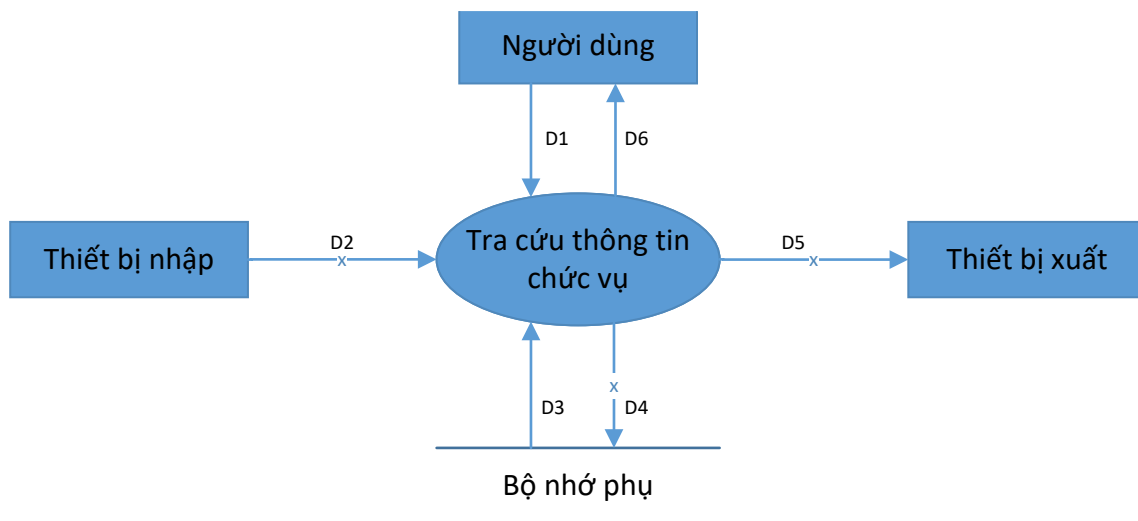 Người dùng
D1
D6
Thiết bị nhập
D2
x
Tra cứu thông tin
chức vụ
D5
x
Thiết bị xuất
x
D3
D4
Bộ nhớ phụ